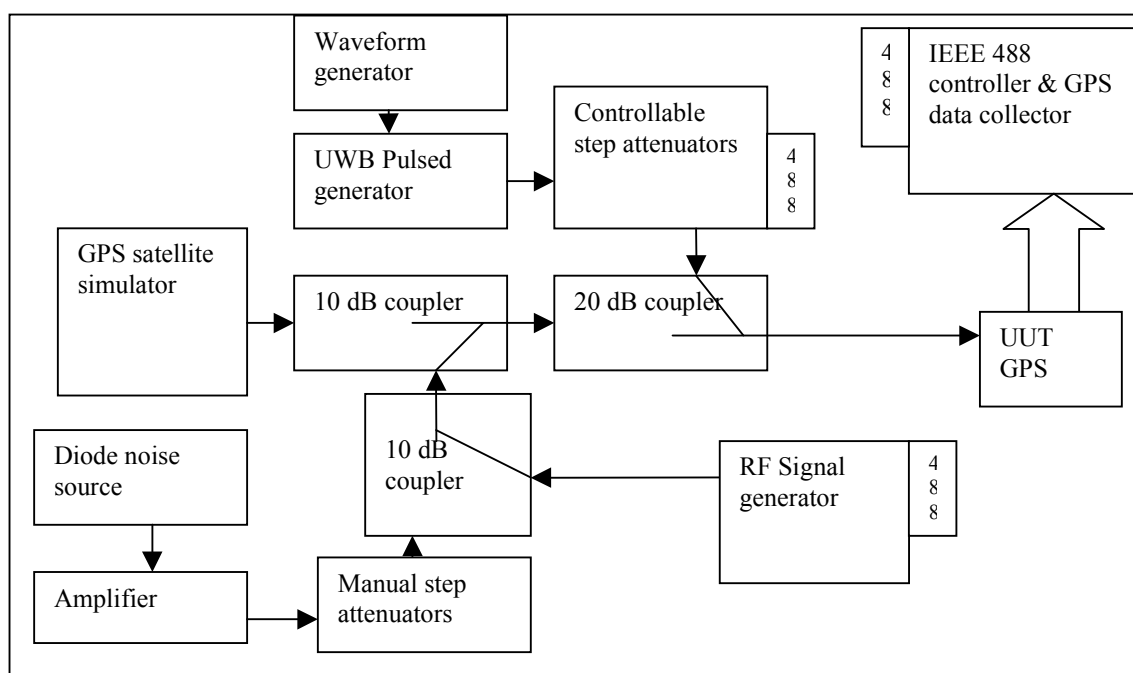 Waveform
generator
4
8
8
IEEE 488
controller & GPS
data collector
Controllable
step attenuators
4
8
8
UWB Pulsed
generator
GPS satellite
simulator
10 dB coupler
20 dB coupler
UUT
GPS
Diode noise
source
10 dB
coupler
RF Signal
generator
4
8
8
Amplifier
Manual step
attenuators